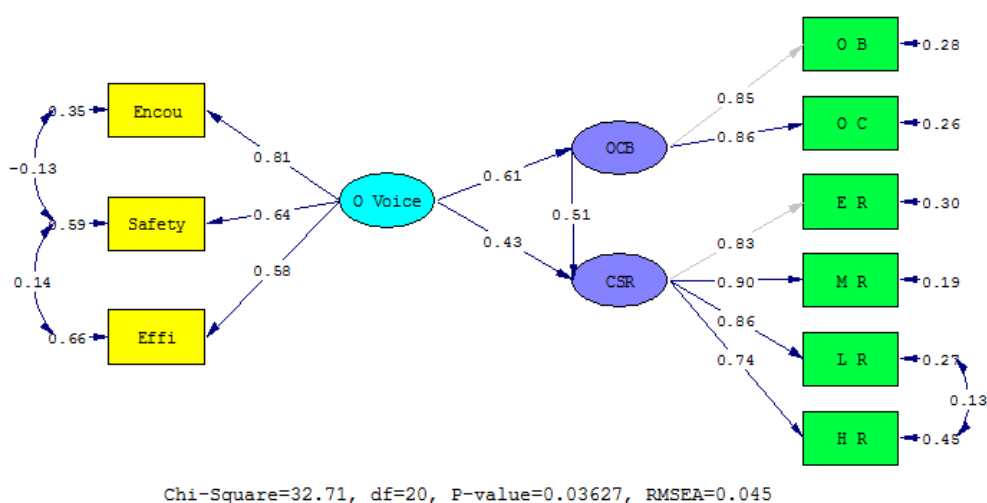 O B
0.28
0.85
0.35
Encou
O C
0.26
0.86
OCB
0.81
-0.13
0.61
E R
0.30
O Voice
0.59
Safety
0.64
0.51
0.43
0.83
0.14
0.58
CSR
0.90
M R
0.19
0.86
0.66
Effi
0.74
L R
0.27
0.13
H R
0.45
Chi-Square=32.71, df=20, P-value=0.03627, RMSEA=0.045